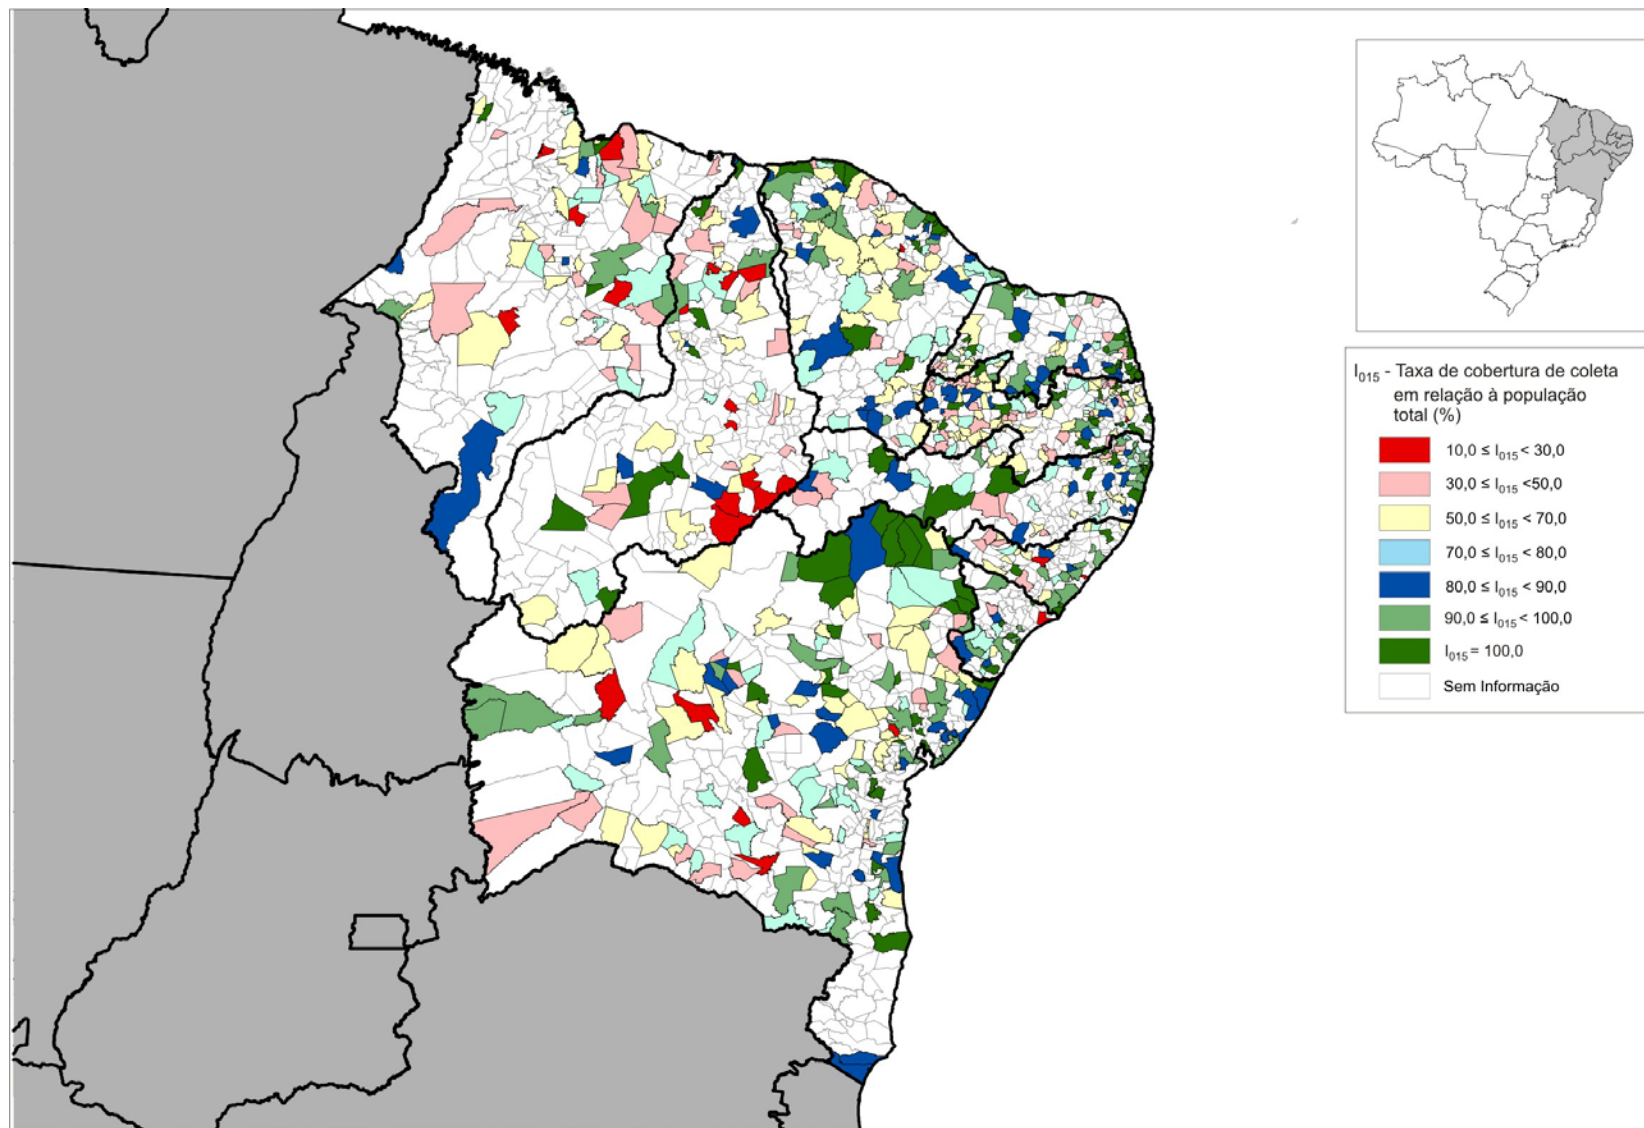 I015 - Taxa de cobertura de coleta
em relação à população
total (%)
10,0 ≤ I015 < 30,0
30,0 ≤ I015 <50,0
50,0 ≤ I015 < 70,0
70,0 ≤ I015 < 80,0
80,0 ≤ I015 < 90,0
90,0 ≤ I015 < 100,0
I015 = 100,0
Sem Informação